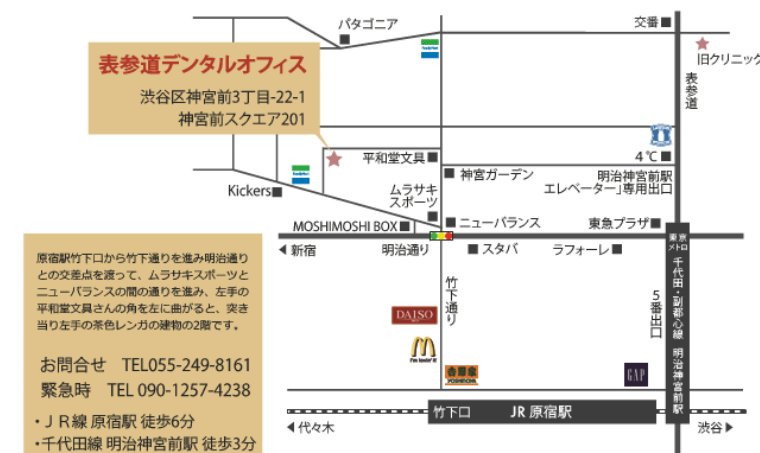 パタゴニア
交番
FamilyMart
旧クリニック
表参道デンタルオフィス
渋谷区神宮前3丁目-22-1
神宮前スクエア201
表参道
平和堂文具
4℃
FamilyMart
神宮ガーデン
明治神宮前駅
エレベーター」専用出口
Kickers
ムラサキ
スポーツ
MOSHIMOSHI BOX
ニューバランス
東急プラザ
新宿
明治通り
スタバ
ラフォーレ
東京
メトロ
千代田・副都心線 明治神宮前駅
竹下通り
5番出口
DAISO
i'm lovin' it
吉野家
YOSHINOYA
GAP
竹下口
JR 原宿駅
代々木
渋谷
原宿駅竹下口から竹下通りを進み明治通り
との交差点を渡って、ムラサキスポーツと
ニューバランスの間の通りを進み、左手の
平和堂文具さんの角を左に曲がると、突き
当り左手の茶色レンガの建物の2階です。
お問合せ TEL055-249-8161
緊急時 TEL 090-1257-4238
・ＪＲ線 原宿駅 徒歩6分
・千代田線 明治神宮前駅 徒歩3分